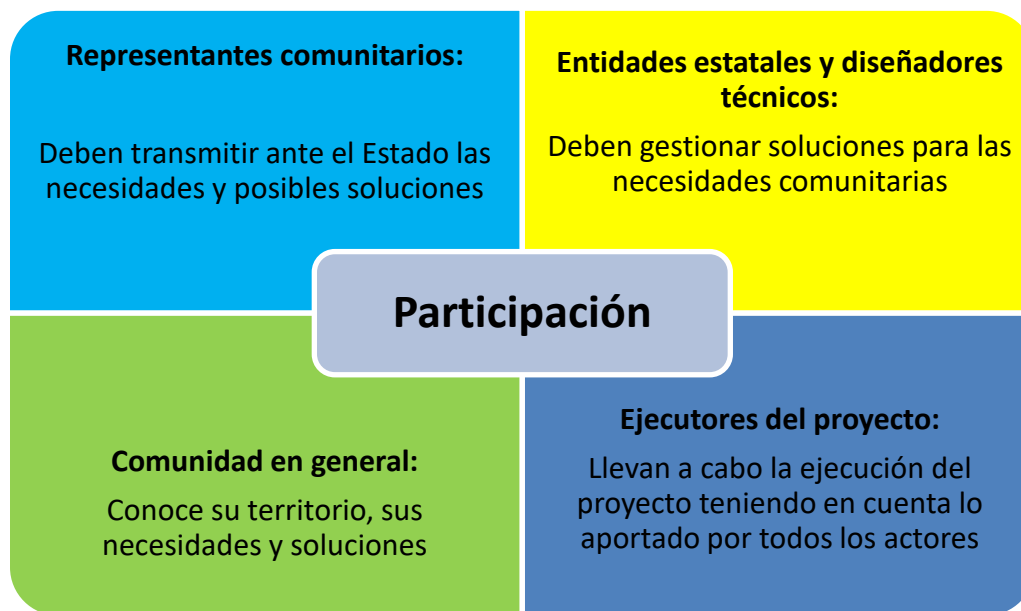 Representantes comunitarios:
Deben transmitir ante el Estado las
necesidades y posibles soluciones
Entidades estatales y diseñadores
técnicos:
Deben gestionar soluciones para las
necesidades comunitarias
Participación
Comunidad en general:
Conoce su territorio, sus
necesidades y soluciones
Ejecutores del proyecto:
Llevan a cabo la ejecución del
proyecto teniendo en cuenta lo
aportado por todos los actores